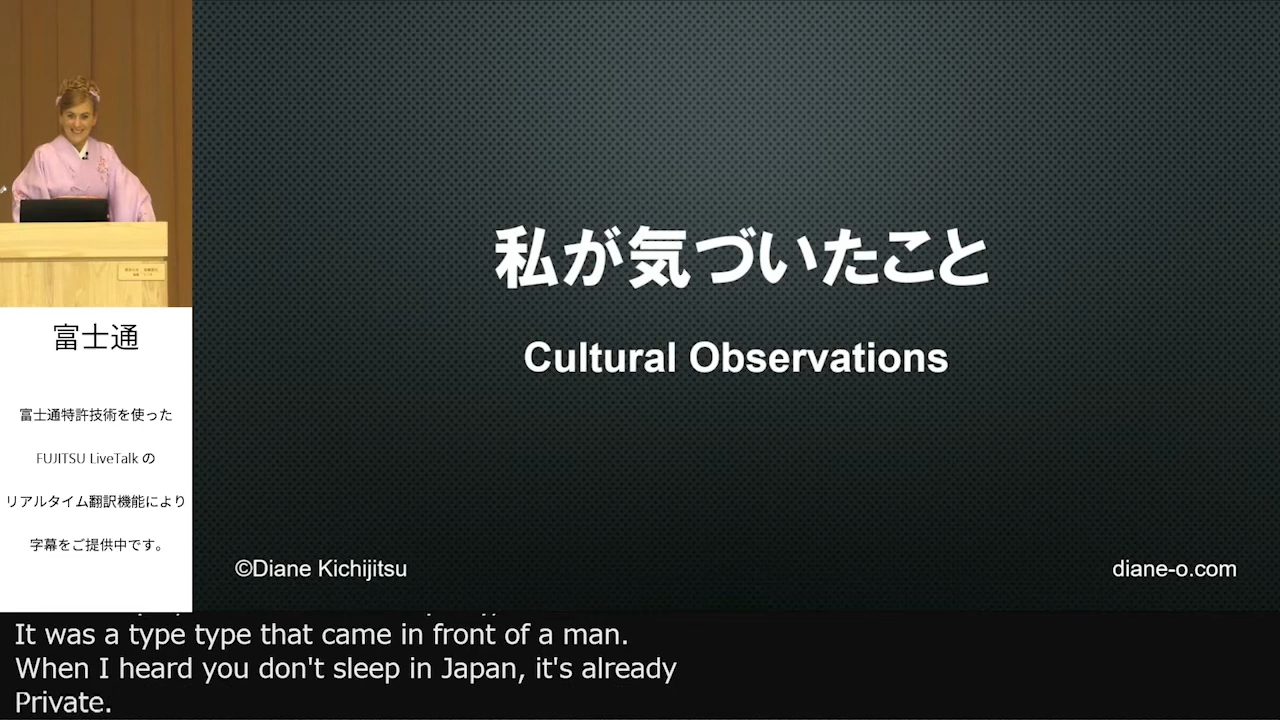 私が気づいたこと
Cultural Observations
©Diane Kichijitsu
diane-o.com
富士通
富士通特許技術を使った
FUJITSU LiveTalk の
リアルタイム翻訳機能により
字幕をご提供中です。
It was a type type that came in front of a man.
When I heard you don't sleep in Japan, it's already
Private.